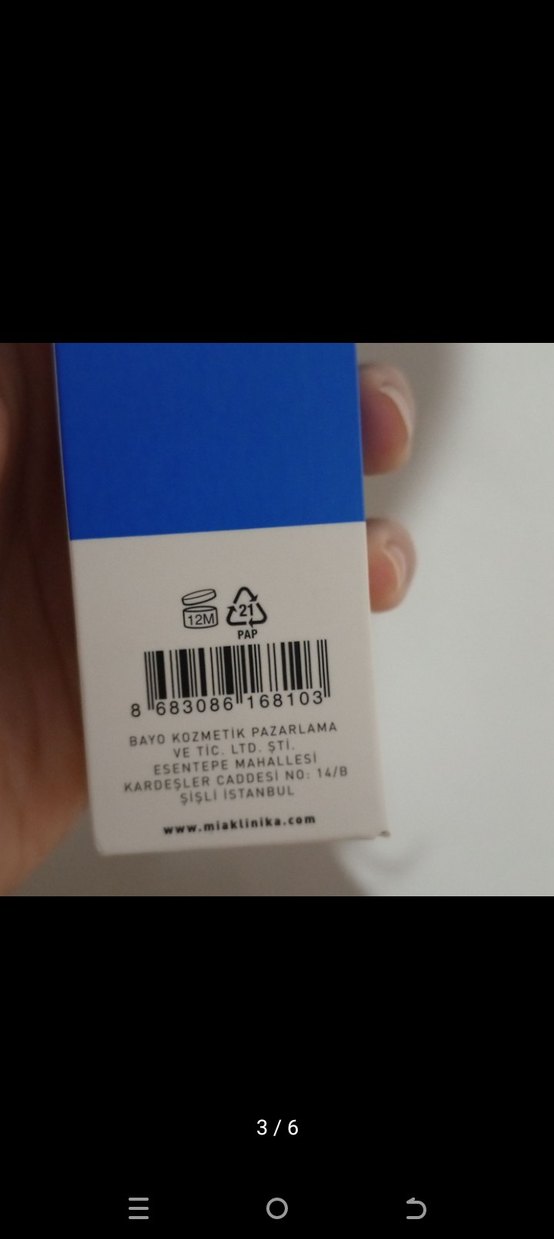 12M
21
PAP
8 683086 168103
BAYO KOZMETİK PAZARLAMA
VE TİC. LTD. ŞTİ.
ESENTEPE MAHALLESİ
KARDEŞLER CADDESİ NO: 14/B
ŞİŞLİ İSTANBUL
www.miaklinika.com
3 / 6